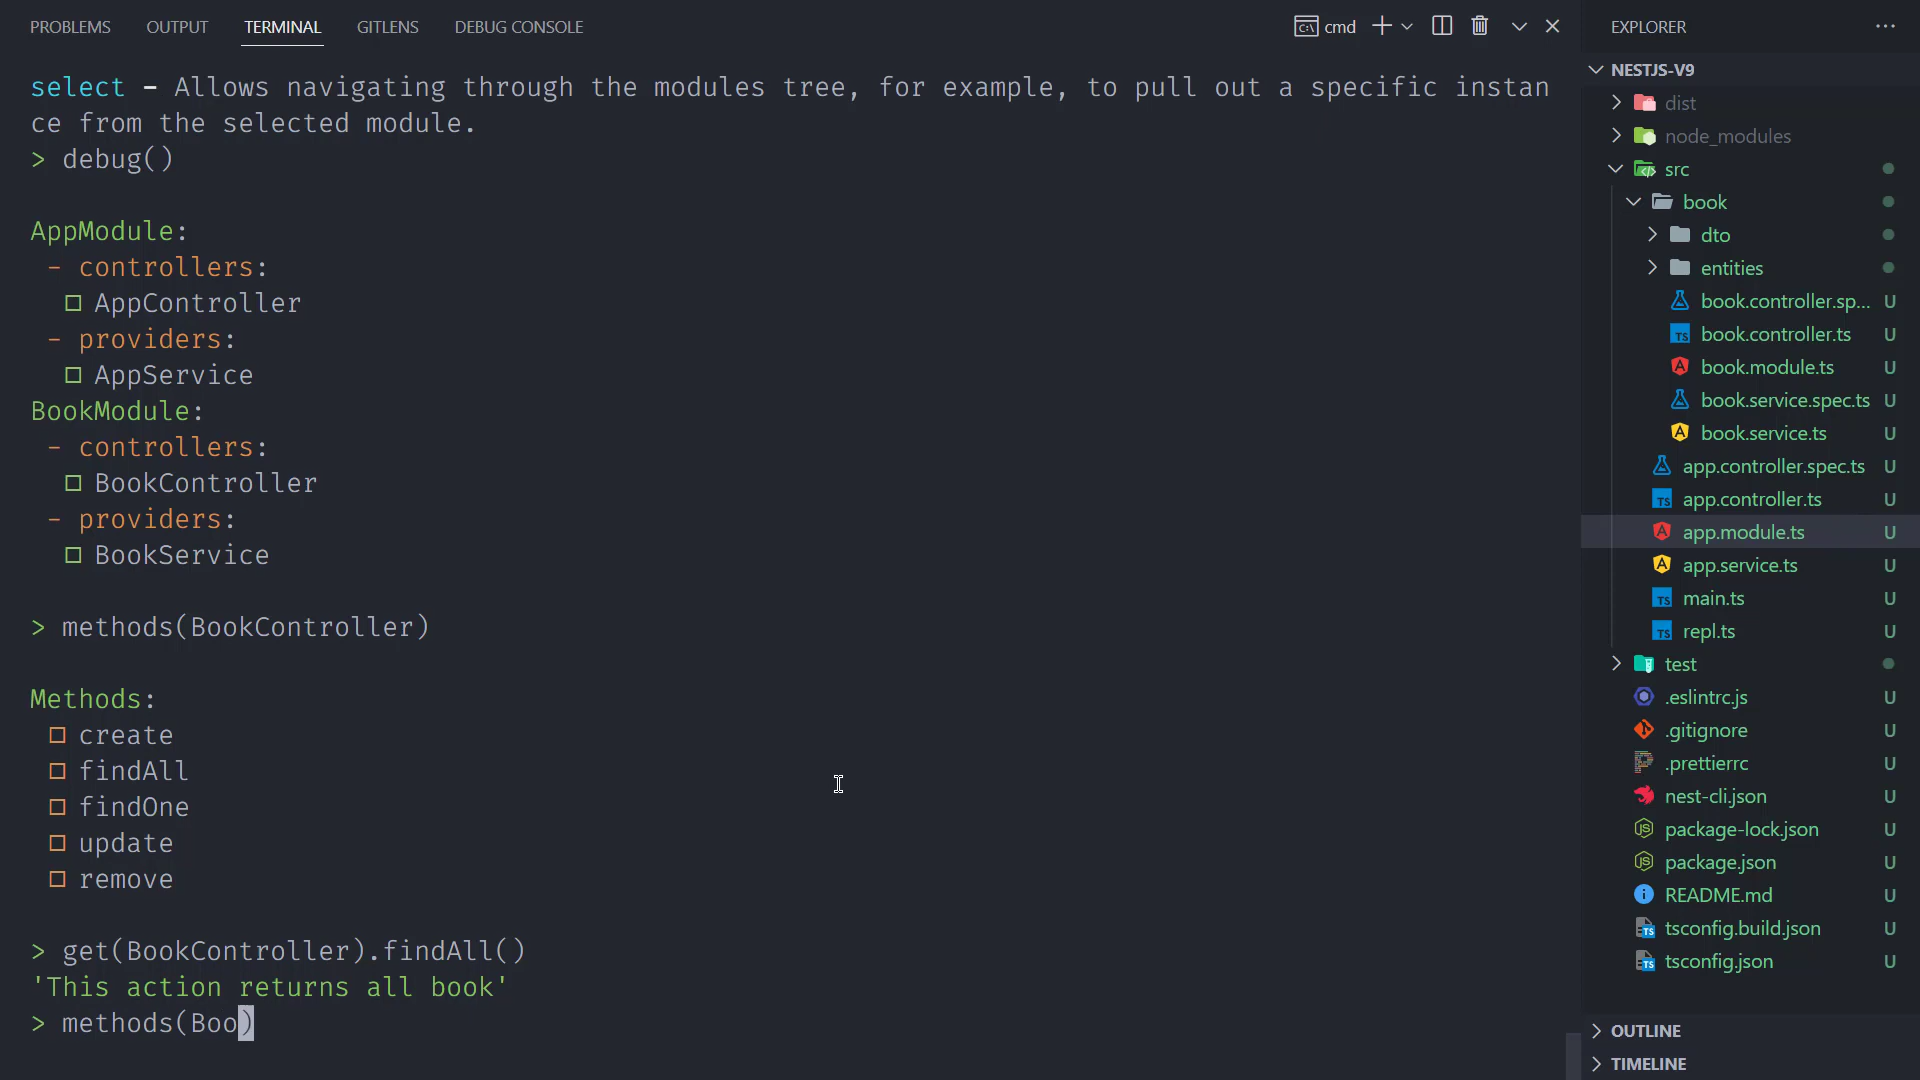 PROBLEMS OUTPUT TERMINAL GITLENS DEBUG CONSOLE cmd
select - Allows navigating through the modules tree, for example, to pull out a specific instan
ce from the selected module.
> debug()
AppModule:
- controllers:
AppController
- providers:
AppService
BookModule:
- controllers:
BookController
- providers:
BookService
> methods(BookController)
Methods:
create
findAll
findOne
update
remove
> get(BookController).findAll()
'This action returns all book'
> methods(Boo)
EXPLORER
NESTJS-V9
dist
node_modules
src
book
dto
entities
book.controller.sp... U
book.controller.ts U
book.module.ts U
book.service.spec.ts U
book.service.ts U
app.controller.spec.ts U
app.controller.ts U
app.module.ts U
app.service.ts U
main.ts U
repl.ts U
test
.eslintrc.js U
.gitignore U
.prettierrc U
nest-cli.json U
package-lock.json U
package.json U
README.md U
tsconfig.build.json U
tsconfig.json U
OUTLINE
TIMELINE